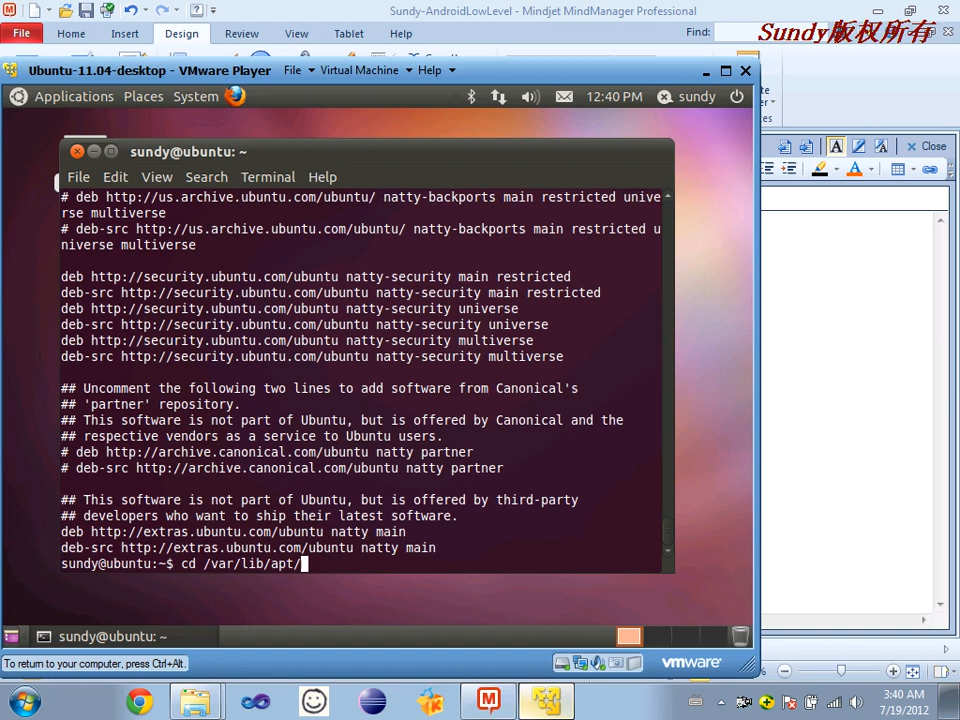 Sundy-AndroidLowLevel - Mindjet MindManager Professional
File Home Insert Design Review View Tablet Help Find:
Sundy版权所有
Ubuntu-11.04-desktop - VMware Player File Virtual Machine Help
Applications Places System 12:40 PM sundy
Close
sundy@ubuntu: ~
File Edit View Search Terminal Help
# deb http://us.archive.ubuntu.com/ubuntu/ natty-backports main restricted unive
rse multiverse
# deb-src http://us.archive.ubuntu.com/ubuntu/ natty-backports main restricted u
niverse multiverse
deb http://security.ubuntu.com/ubuntu natty-security main restricted
deb-src http://security.ubuntu.com/ubuntu natty-security main restricted
deb http://security.ubuntu.com/ubuntu natty-security universe
deb-src http://security.ubuntu.com/ubuntu natty-security universe
deb http://security.ubuntu.com/ubuntu natty-security multiverse
deb-src http://security.ubuntu.com/ubuntu natty-security multiverse
## Uncomment the following two lines to add software from Canonical's
## 'partner' repository.
## This software is not part of Ubuntu, but is offered by Canonical and the
## respective vendors as a service to Ubuntu users.
# deb http://archive.canonical.com/ubuntu natty partner
# deb-src http://archive.canonical.com/ubuntu natty partner
## This software is not part of Ubuntu, but is offered by third-party
## developers who want to ship their latest software.
deb http://extras.ubuntu.com/ubuntu natty main
deb-src http://extras.ubuntu.com/ubuntu natty main
sundy@ubuntu:~$ cd /var/lib/apt/
sundy@ubuntu: ~
To return to your computer, press Ctrl+Alt.
vmware
3:40 AM
7/19/2012